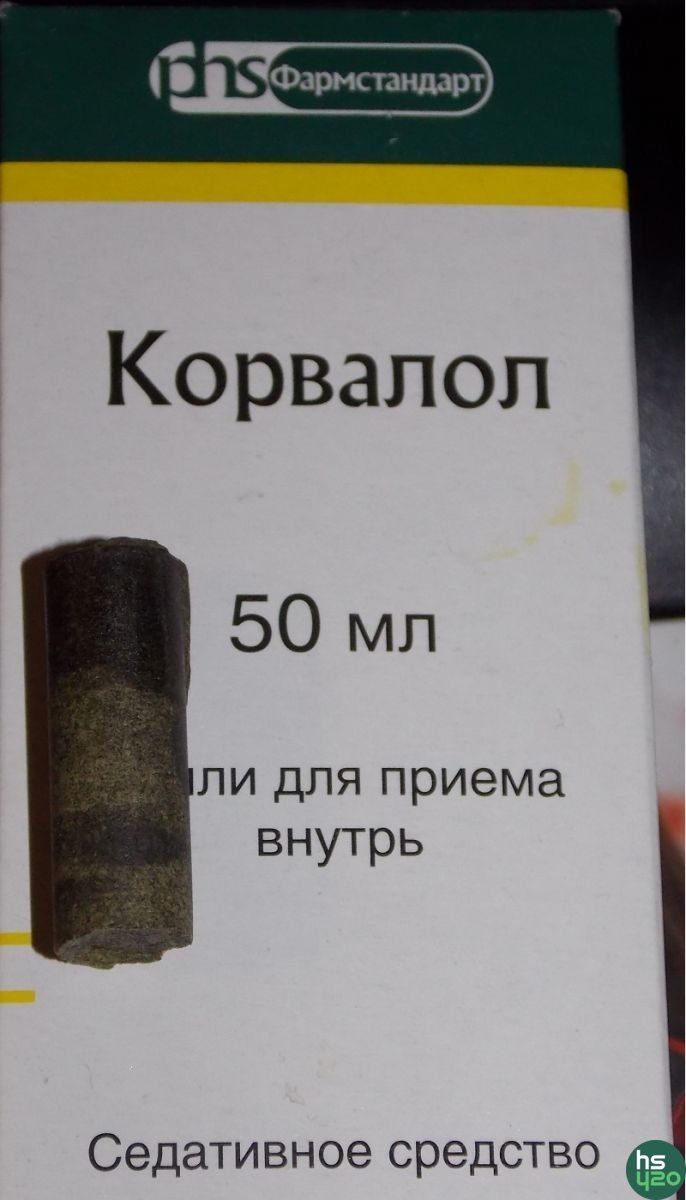 phs Фармстандарт
Корвалол
50 мл
для приема
внутрь
Седативное средство
hs
420